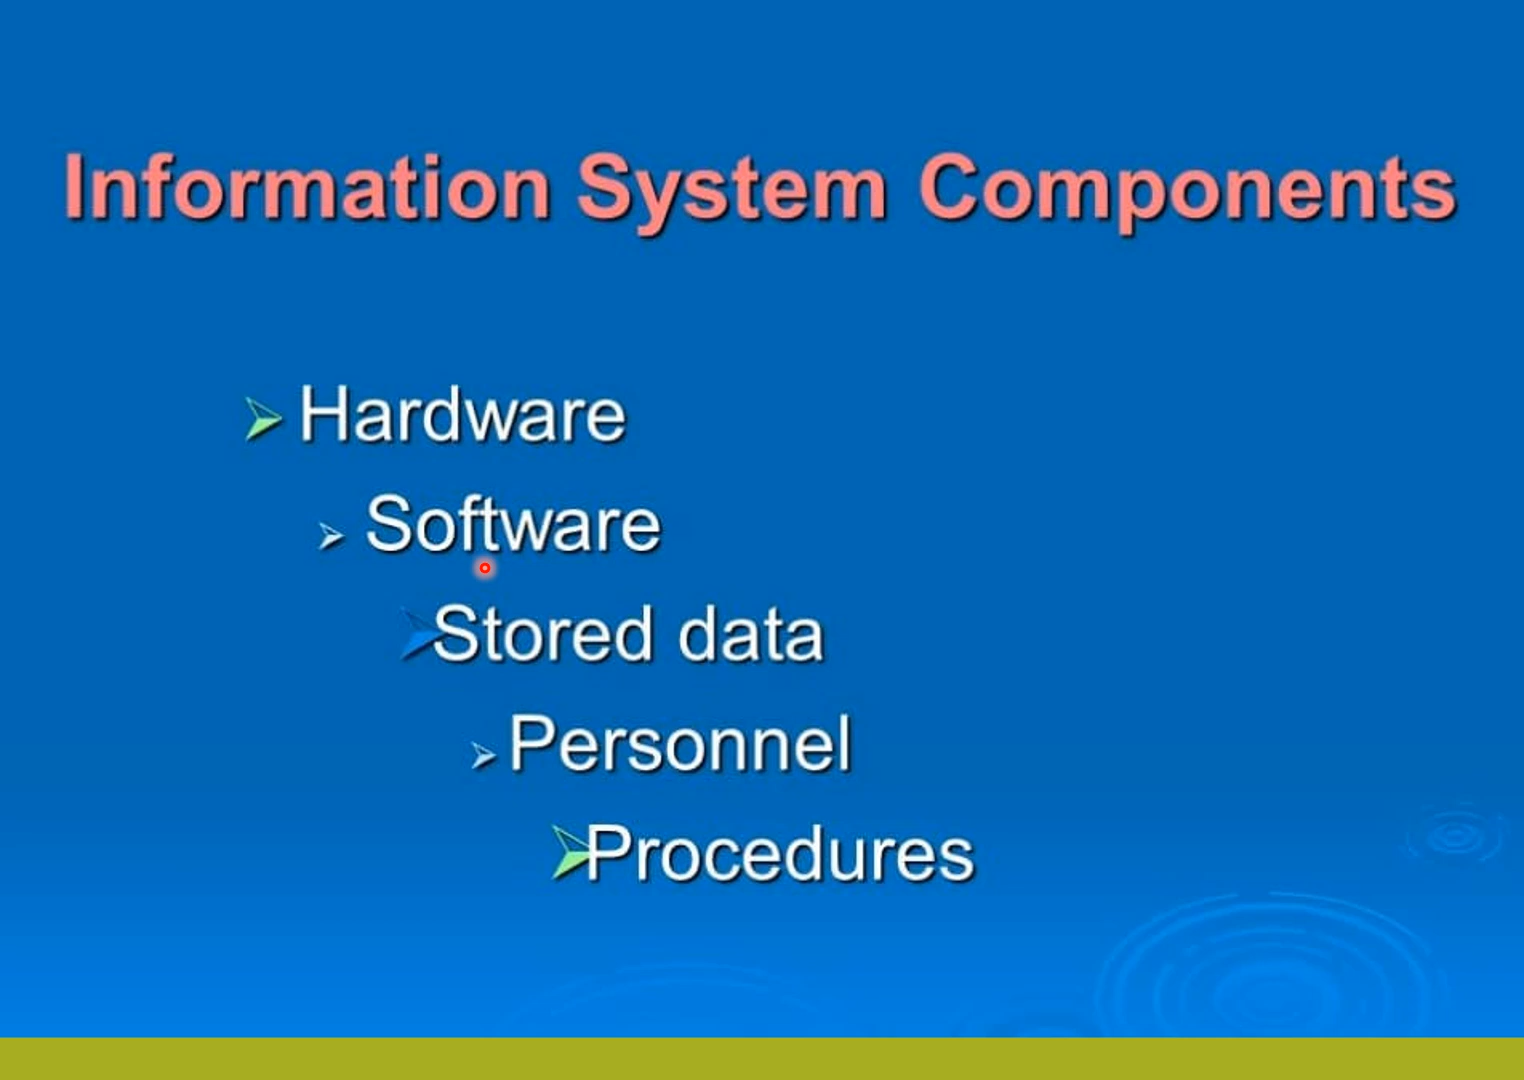 Information System Components
Hardware
Software
Stored data
Personnel
Procedures